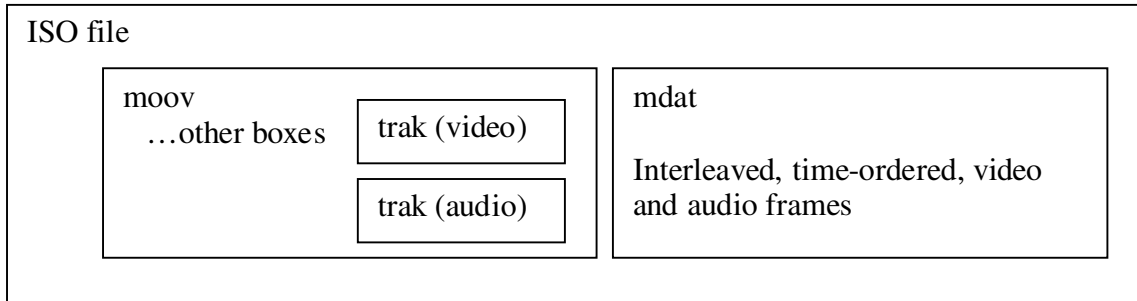 ISO file
moov
…other boxes
trak (video)
trak (audio)
mdat
Interleaved, time-ordered, video
and audio frames